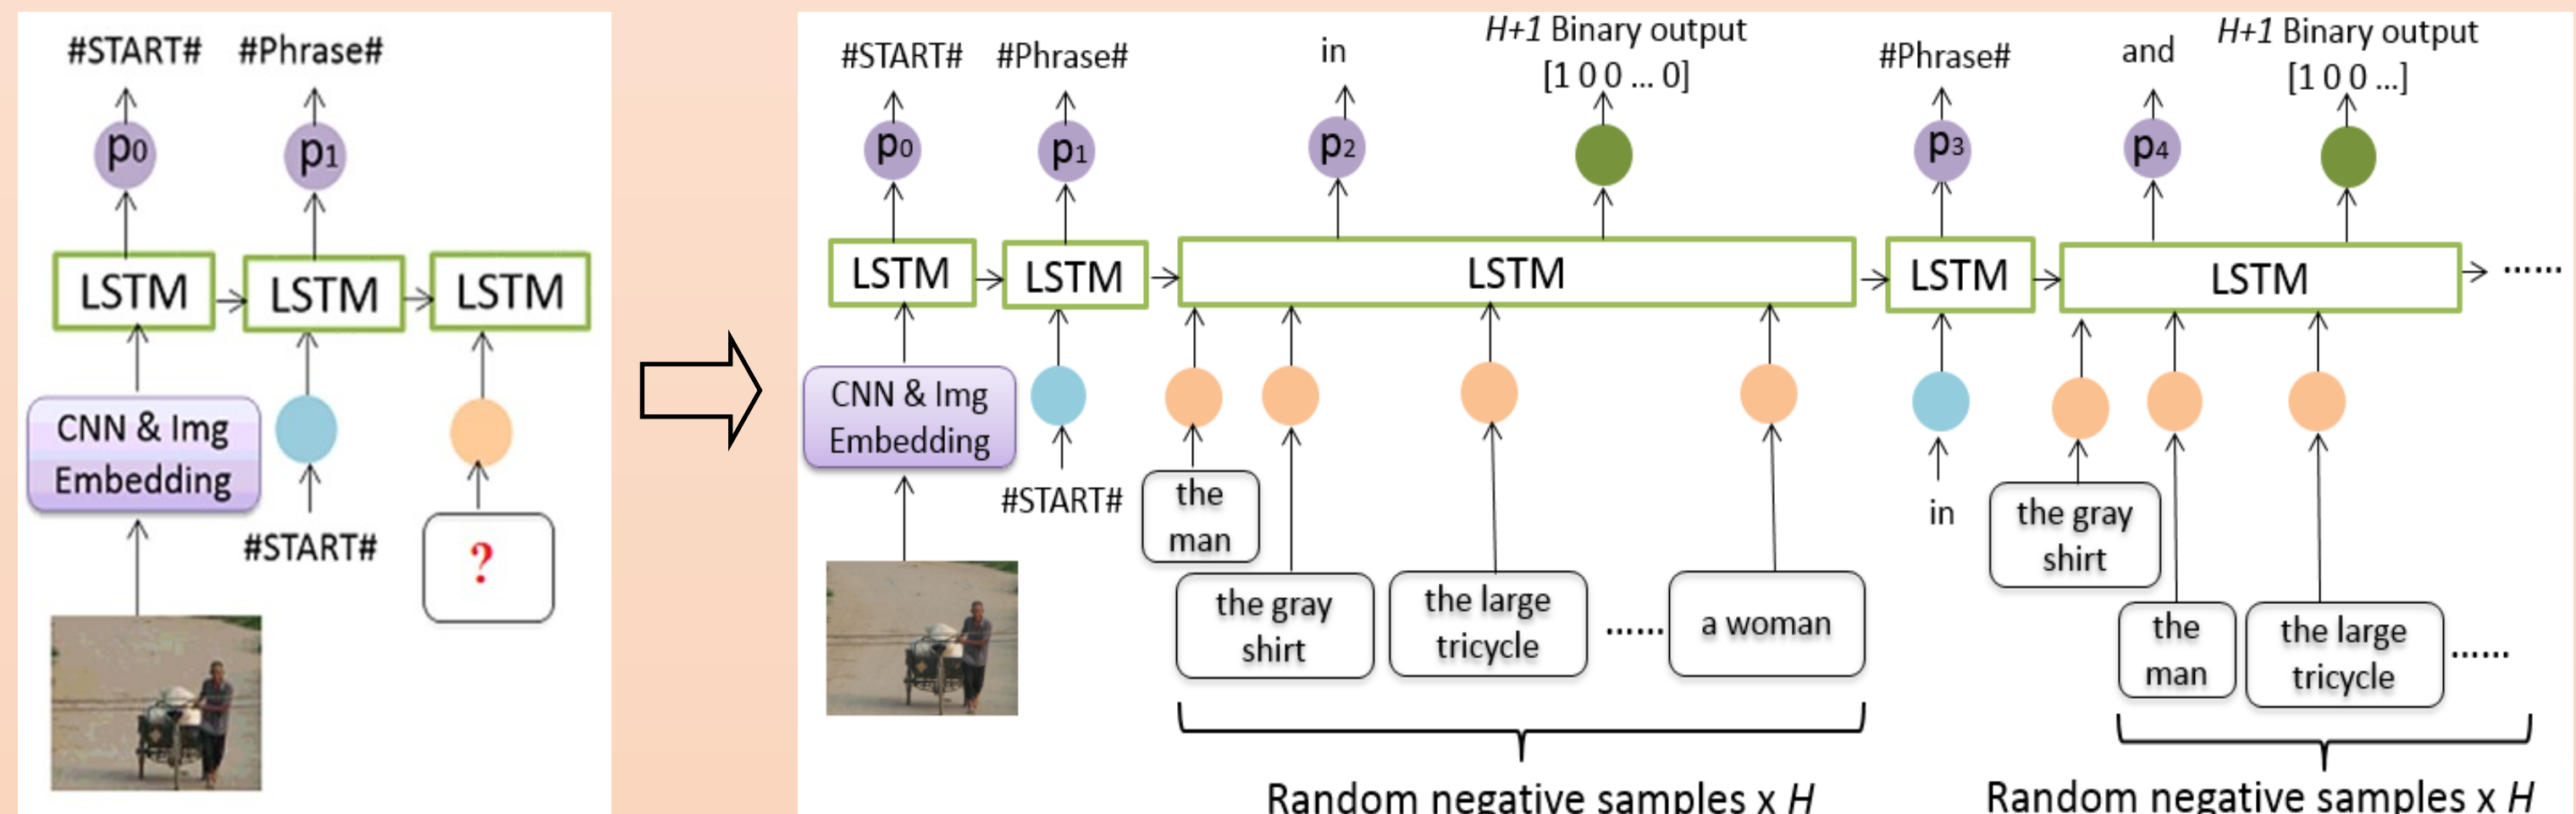 #START# #Phrase#
p0 p1
LSTM LSTM LSTM
CNN & Img
Embedding
#START#
?
#START# #Phrase# in H+1 Binary output
[1 0 0 ... 0]
#Phrase# and H+1 Binary output
[1 0 0 ...]
p0 p1 p2 p3 p4
LSTM LSTM LSTM LSTM LSTM ......
CNN & Img
Embedding
#START#
the
man
the gray
shirt
the large
tricycle
......
a woman
in
the gray
shirt
the
man
the large
tricycle
......
Random negative samples x H
Random negative samples x H